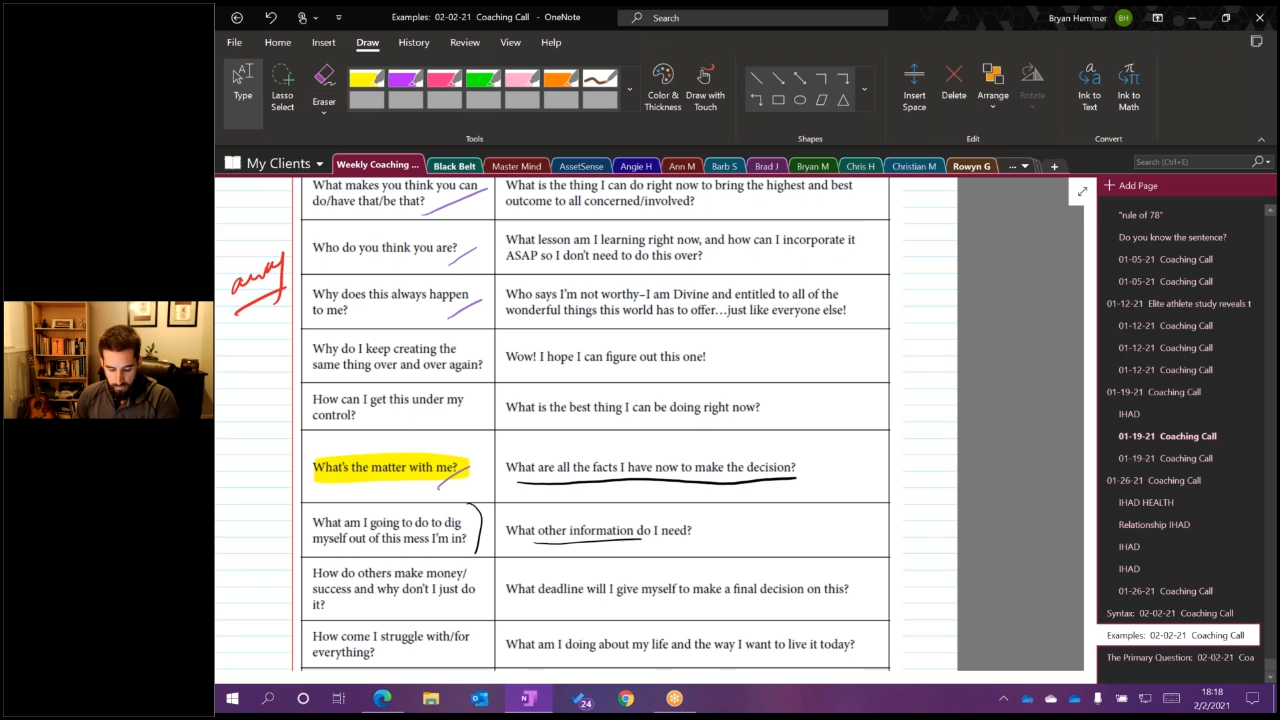 Examples: 02-02-21 Coaching Call - OneNote
Search
Bryan Hemmer
BH
File
Home
Insert
Draw
History
Review
View
Help
Type
Lasso
Select
Eraser
Color &
Thickness
Draw with
Touch
Insert
Space
Delete
Arrange
Rotate
Ink to
Text
Ink to
Math
Tools
Shapes
Edit
Convert
My Clients
Weekly Coaching ...
Black Belt
Master Mind
AssetSense
Angie H
Ann M
Barb S
Brad J
Bryan M
Chris H
Christian M
Rowyn G
...
Search (Ctrl+E)
What makes you think you can
do/have that/be that?
What is the thing I can do right now to bring the highest and best
outcome to all concerned/involved?
Who do you think you are?
What lesson am I learning right now, and how can I incorporate it
ASAP so I don't need to do this over?
away
Why does this always happen
to me?
Who says I'm not worthy–I am Divine and entitled to all of the
wonderful things this world has to offer…just like everyone else!
Why do I keep creating the
same thing over and over again?
Wow! I hope I can figure out this one!
How can I get this under my
control?
What is the best thing I can be doing right now?
What's the matter with me?
What are all the facts I have now to make the decision?
What am I going to do to dig
myself out of this mess I'm in?
What other information do I need?
How do others make money/
success and why don't I just do
it?
What deadline will I give myself to make a final decision on this?
How come I struggle with/for
everything?
What am I doing about my life and the way I want to live it today?
Add Page
"rule of 78"
Do you know the sentence?
01-05-21 Coaching Call
01-05-21 Coaching Call
01-12-21 Elite athlete study reveals t
01-12-21 Coaching Call
01-12-21 Coaching Call
01-12-21 Coaching Call
01-19-21 Coaching Call
IHAD
01-19-21 Coaching Call
01-19-21 Coaching Call
01-26-21 Coaching Call
IHAD HEALTH
Relationship IHAD
IHAD
IHAD
01-26-21 Coaching Call
Syntax: 02-02-21 Coaching Call
Examples: 02-02-21 Coaching Call
The Primary Question: 02-02-21 Coa
24
18:18
2/2/2021